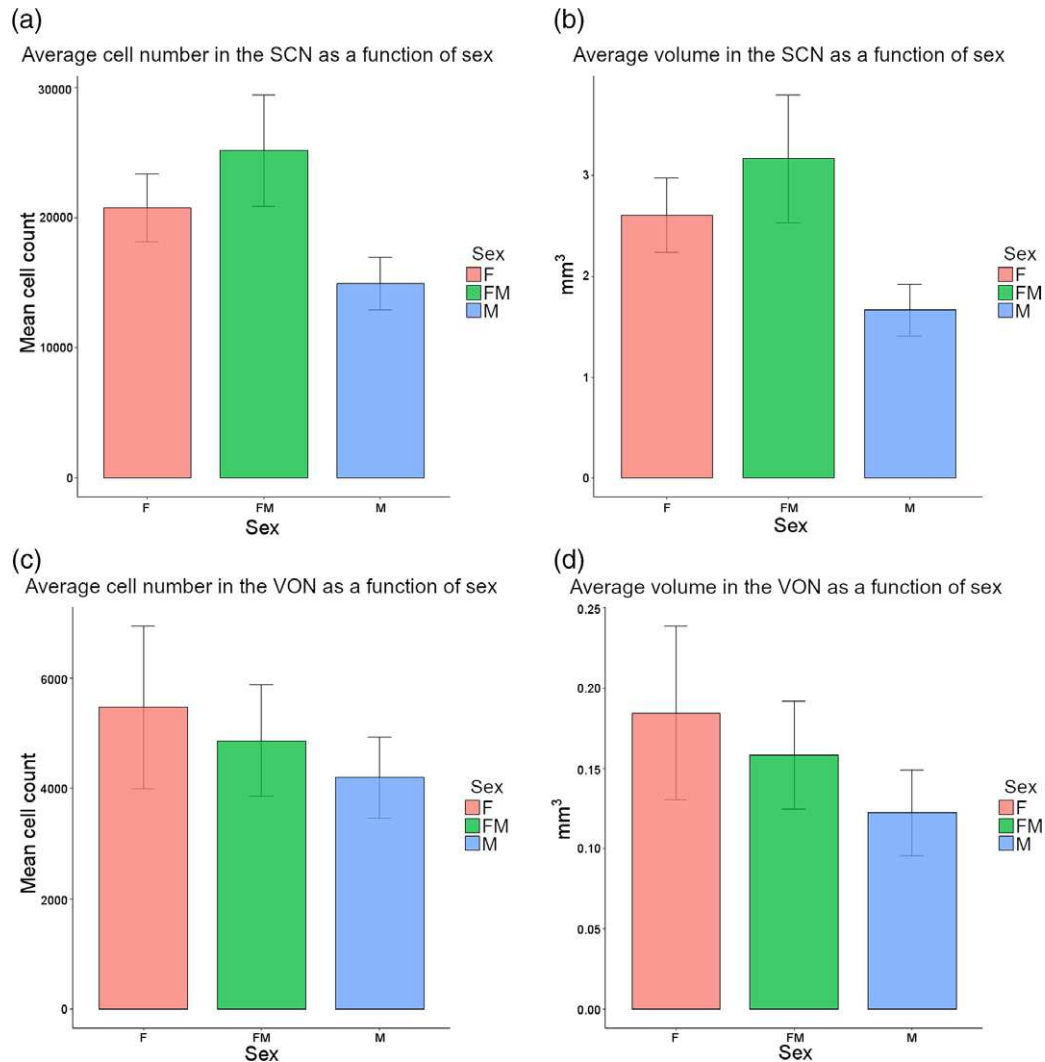 (a)
Average cell number in the SCN as a function of sex
30000
20000
10000
0
Mean cell count
F
FM
M
Sex
Sex
F
FM
M
(b)
Average volume in the SCN as a function of sex
3
2
1
0
mm³
F
FM
M
Sex
Sex
F
FM
M
(c)
Average cell number in the VON as a function of sex
6000
4000
2000
0
Mean cell count
F
FM
M
Sex
Sex
F
FM
M
(d)
Average volume in the VON as a function of sex
0.25
0.20
0.15
0.10
0.05
0.00
mm³
F
FM
M
Sex
Sex
F
FM
M